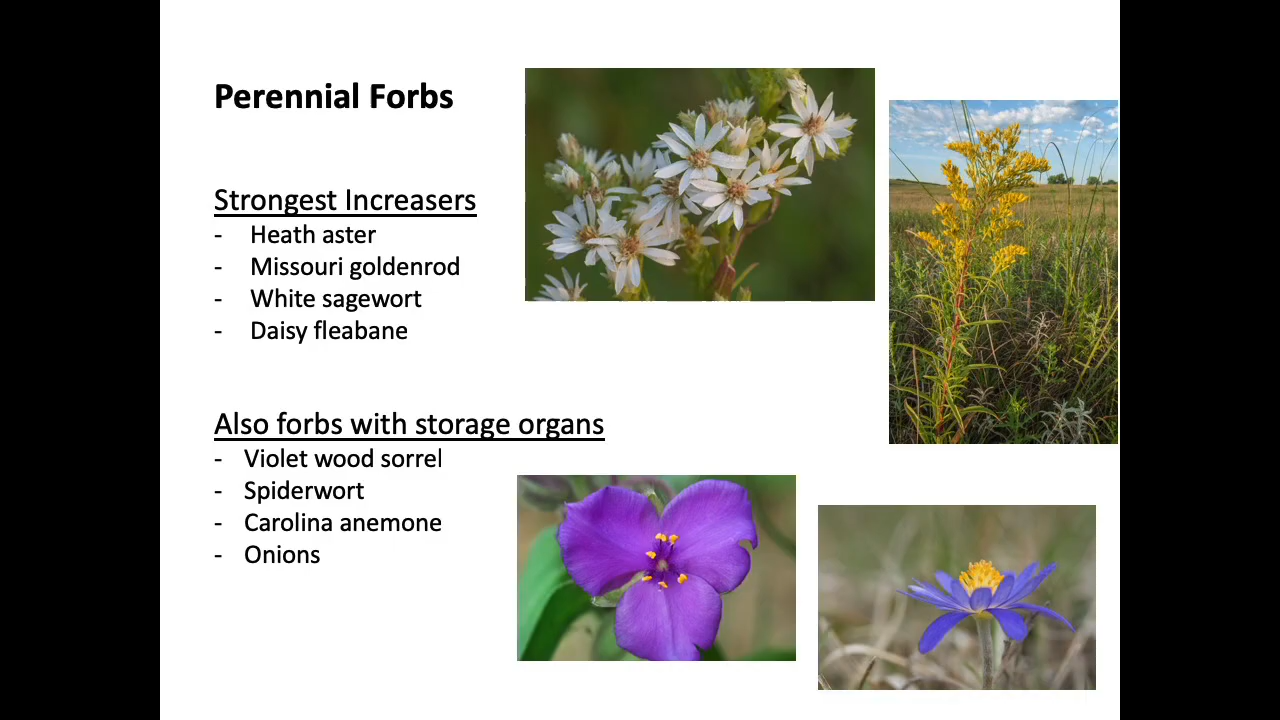 Perennial Forbs
Strongest Increasers
- Heath aster
- Missouri goldenrod
- White sagewort
- Daisy fleabane
Also forbs with storage organs
- Violet wood sorrel
- Spiderwort
- Carolina anemone
- Onions